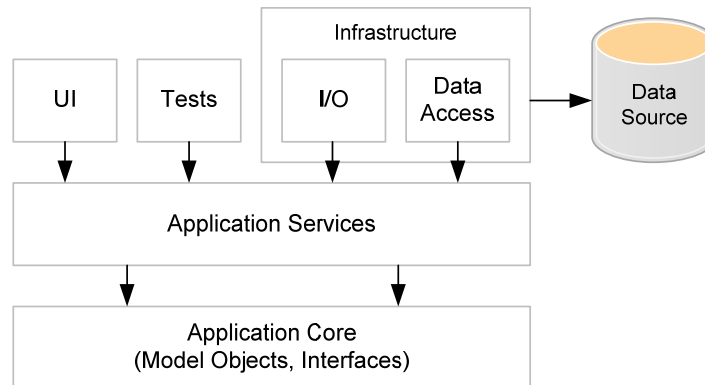 Infrastructure
UI
Tests
I/O
Data
Access
Data
Source
Application Services
Application Core
(Model Objects, Interfaces)